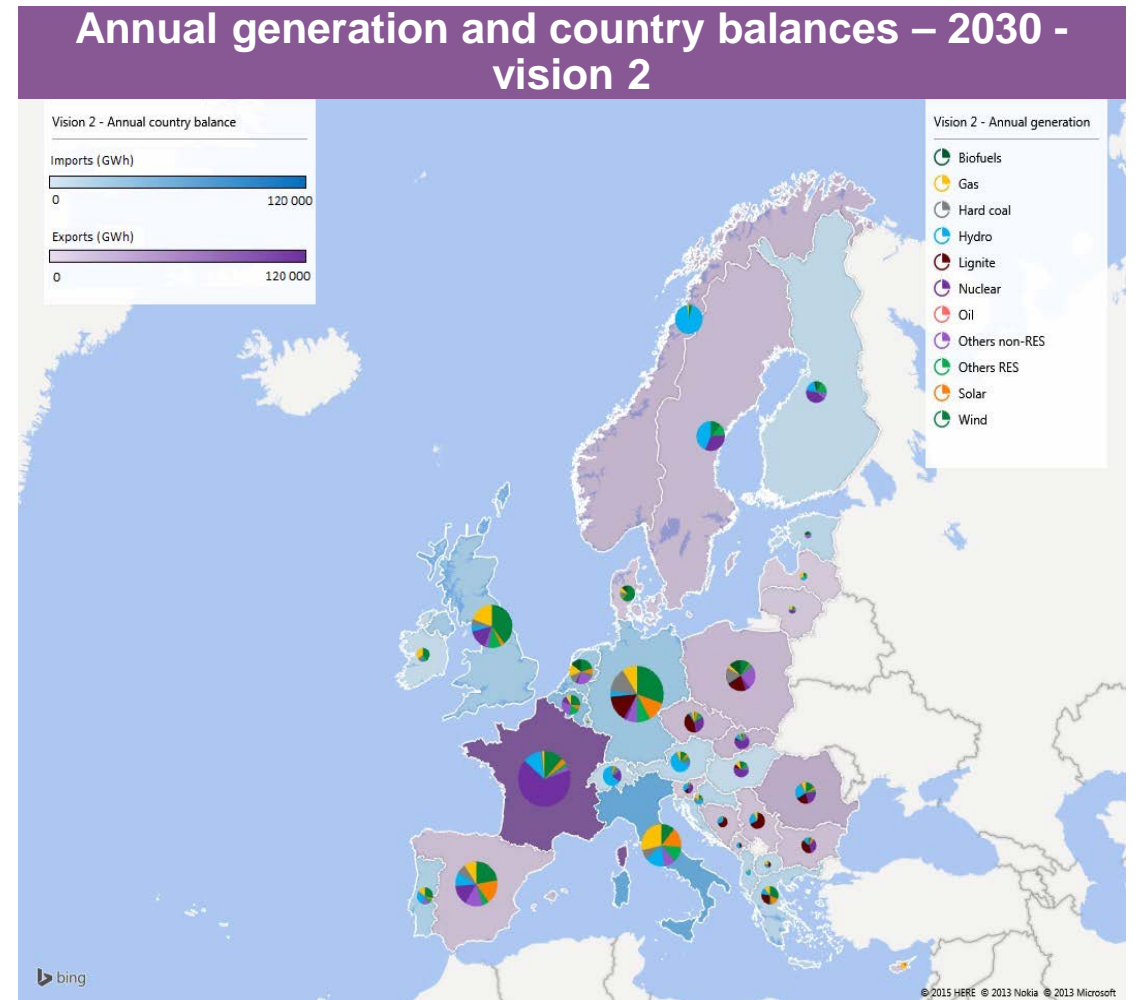 Annual generation and country balances – 2030 -
vision 2
Vision 2 - Annual country balance
Imports (GWh)
0
120 000
Exports (GWh)
0
120 000
Vision 2 - Annual generation
Biofuels
Gas
Hard coal
Hydro
Lignite
Nuclear
Oil
Others non-RES
Others RES
Solar
Wind
bing
© 2015 HERE © 2013 Nokia © 2013 Microsoft